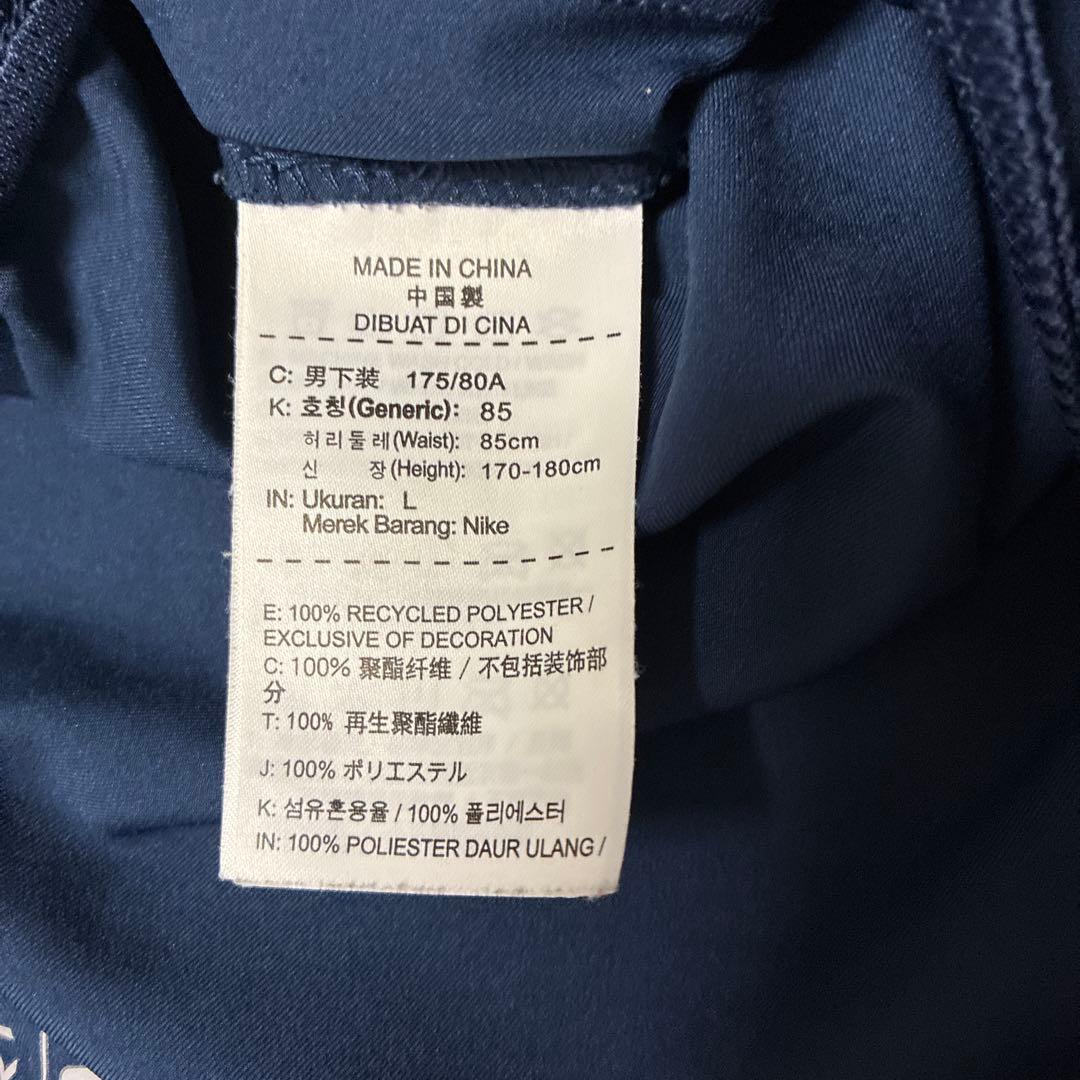 MADE IN CHINA
中国製
DIBUAT DI CINA
C: 男下装 175/80A
K: 호칭(Generic): 85
허리둘레(Waist): 85cm
신 장(Height): 170-180cm
IN: Ukuran: L
Merek Barang: Nike
E: 100% RECYCLED POLYESTER /
EXCLUSIVE OF DECORATION
C: 100% 聚酯纤维 / 不包括装饰部
分
T: 100% 再生聚酯纖維
J: 100% ポリエステル
K: 섬유혼용율 / 100% 폴리에스터
IN: 100% POLIESTER DAUR ULANG /